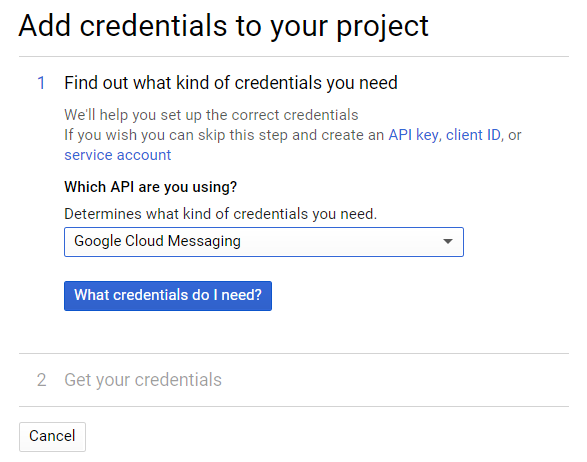 Add credentials to your project
1 Find out what kind of credentials you need
We'll help you set up the correct credentials
If you wish you can skip this step and create an API key, client ID, or
service account
Which API are you using?
Determines what kind of credentials you need.
Google Cloud Messaging
What credentials do I need?
2 Get your credentials
Cancel